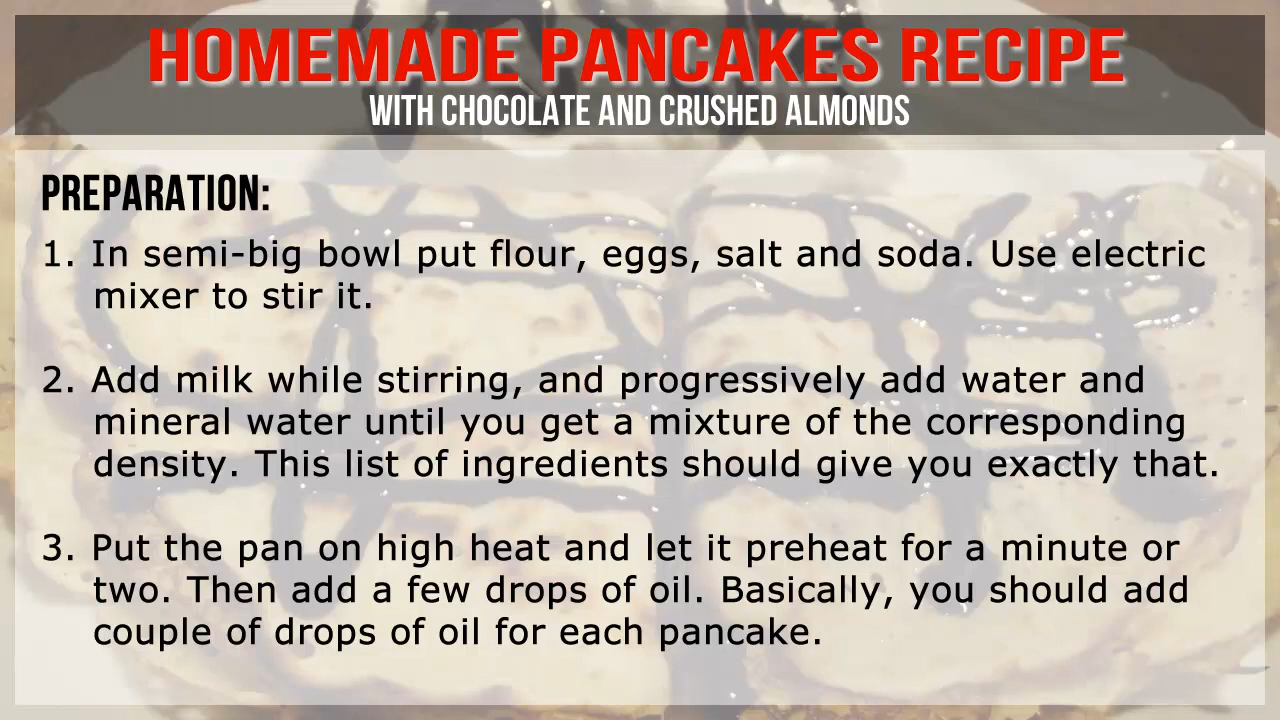 HOMEMADE PANCAKES RECIPE
WITH CHOCOLATE AND CRUSHED ALMONDS
PREPARATION:
1. In semi-big bowl put flour, eggs, salt and soda. Use electric
mixer to stir it.
2. Add milk while stirring, and progressively add water and
mineral water until you get a mixture of the corresponding
density. This list of ingredients should give you exactly that.
3. Put the pan on high heat and let it preheat for a minute or
two. Then add a few drops of oil. Basically, you should add
couple of drops of oil for each pancake.